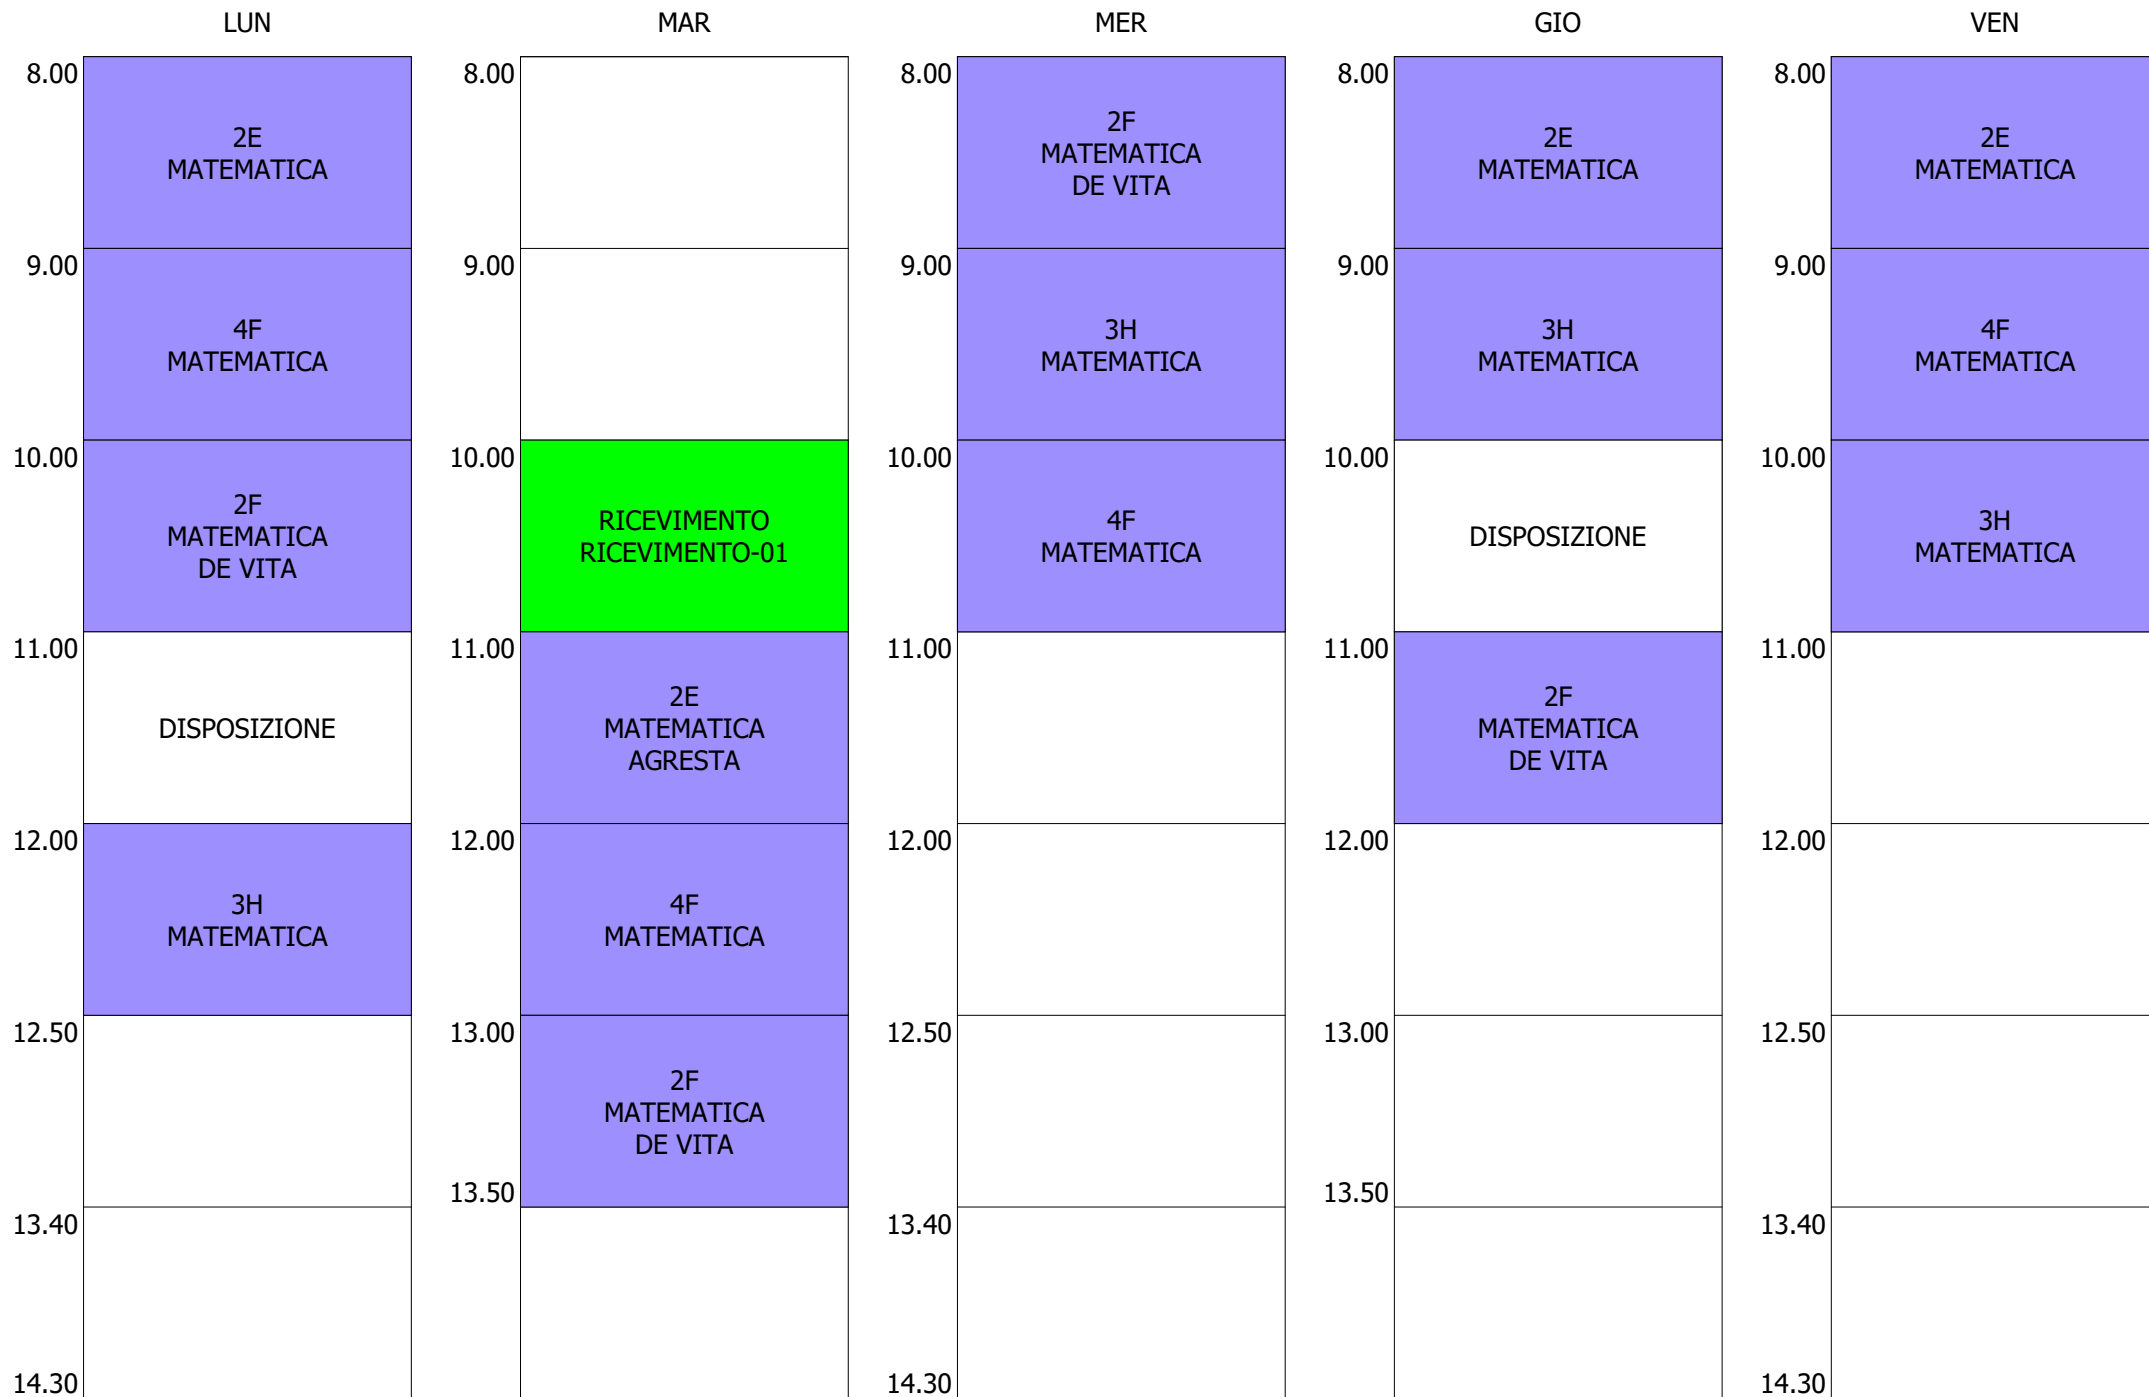 LUN
MAR
MER
GIO
VEN
8.00
2E
MATEMATICA
9.00
4F
MATEMATICA
10.00
2F
MATEMATICA
DE VITA
11.00
DISPOSIZIONE
12.00
3H
MATEMATICA
12.50
13.40
14.30
8.00
9.00
10.00
RICEVIMENTO
RICEVIMENTO-01
11.00
2E
MATEMATICA
AGRESTA
12.00
4F
MATEMATICA
13.00
2F
MATEMATICA
DE VITA
13.50
8.00
2F
MATEMATICA
DE VITA
9.00
3H
MATEMATICA
10.00
4F
MATEMATICA
11.00
12.00
12.50
13.40
14.30
8.00
2E
MATEMATICA
9.00
3H
MATEMATICA
10.00
DISPOSIZIONE
11.00
2F
MATEMATICA
DE VITA
12.00
13.00
13.50
8.00
2E
MATEMATICA
9.00
4F
MATEMATICA
10.00
3H
MATEMATICA
11.00
12.00
12.50
13.40
14.30